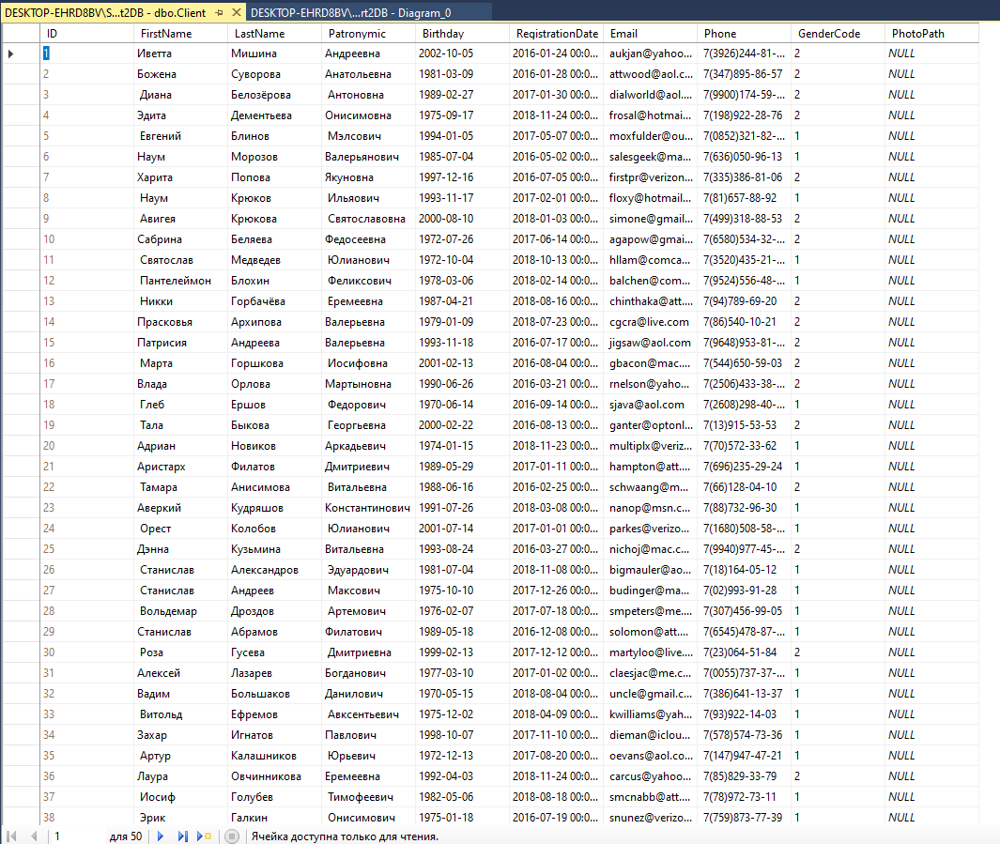 DESKTOP-EHRD8BV\S...t2DB - dbo.Client DESKTOP-EHRD8BV\...rt2DB - Diagram_0
ID FirstName LastName Patronymic Birthday RegistrationDate Email Phone GenderCode PhotoPath
1 Иветта Мишина Андреевна 2002-10-05 2016-01-24 00:0... aukjan@yahoo... 7(3926)244-81-... 2 NULL
2 Божена Суворова Анатольевна 1981-03-09 2016-01-28 00:0... attwood@aol.c... 7(347)895-86-57 2 NULL
3 Диана Белозёрова Антоновна 1989-02-27 2017-01-30 00:0... dialworld@aol.... 7(9900)174-59-... 2 NULL
4 Эдита Дементьева Онисимовна 1975-09-17 2018-11-24 00:0... frosal@hotmai... 7(198)922-28-76 2 NULL
5 Евгений Блинов Мэлсович 1994-01-05 2017-05-07 00:0... moxfulder@ou... 7(0852)321-82-... 1 NULL
6 Наум Морозов Валерьянович 1985-07-04 2016-05-02 00:0... salesgeek@ma... 7(636)050-96-13 1 NULL
7 Харита Попова Якуновна 1997-12-16 2016-07-05 00:0... firstpr@verizon... 7(335)386-81-06 2 NULL
8 Наум Крюков Ильяович 1993-11-17 2017-02-01 00:0... floxy@hotmail... 7(81)657-88-92 1 NULL
9 Авигея Крюкова Святославовна 2000-08-10 2018-01-03 00:0... simone@gmail... 7(499)318-88-53 2 NULL
10 Сабрина Беляева Федосеевна 1972-07-26 2017-06-14 00:0... agapow@gmai... 7(6580)534-32-... 2 NULL
11 Святослав Медведев Юлианович 1972-10-04 2018-10-13 00:0... hllam@comca... 7(3520)435-21-... 1 NULL
12 Пантелеймон Блохин Феликсович 1978-03-06 2018-02-14 00:0... balchen@com... 7(9524)556-48-... 1 NULL
13 Никки Горбачёва Еремеевна 1987-04-21 2018-08-16 00:0... chinthaka@att.... 7(94)789-69-20 2 NULL
14 Прасковья Архипова Валерьевна 1979-01-09 2018-07-23 00:0... cgcra@live.com 7(86)540-10-21 2 NULL
15 Патрисия Андреева Валерьевна 1993-11-18 2016-07-17 00:0... jigsaw@aol.com 7(9648)953-81-... 2 NULL
16 Марта Горшкова Иосифовна 2001-02-13 2016-08-04 00:0... gbacon@mac.... 7(544)650-59-03 2 NULL
17 Влада Орлова Мартыновна 1990-06-26 2016-03-21 00:0... rnelson@yaho... 7(2506)433-38-... 2 NULL
18 Глеб Ершов Федорович 1970-06-14 2016-09-14 00:0... sjava@aol.com 7(2608)298-40-... 1 NULL
19 Тала Быкова Георгьевна 2000-02-22 2016-08-13 00:0... ganter@optonl... 7(13)915-53-53 2 NULL
20 Адриан Новиков Аркадьевич 1974-01-15 2018-11-23 00:0... multiplx@veriz... 7(70)572-33-62 1 NULL
21 Аристарх Филатов Дмитриевич 1989-05-29 2017-01-11 00:0... hampton@att.... 7(696)235-29-24 1 NULL
22 Тамара Анисимова Витальевна 1988-06-16 2016-02-25 00:0... schwaang@m... 7(66)128-04-10 2 NULL
23 Аверкий Кудряшов Константинович 1991-07-26 2018-03-08 00:0... nanop@msn.c... 7(88)732-96-30 1 NULL
24 Орест Колобов Юлианович 2001-07-14 2017-01-01 00:0... parkes@verizo... 7(1680)508-58-... 1 NULL
25 Дэнна Кузьмина Витальевна 1993-08-24 2016-03-27 00:0... nichoj@mac.c... 7(9940)977-45-... 2 NULL
26 Станислав Александров Эдуардович 1981-07-04 2018-11-08 00:0... bigmauler@ao... 7(18)164-05-12 1 NULL
27 Станислав Андреев Максович 1975-10-10 2017-12-26 00:0... budinger@ma... 7(02)993-91-28 1 NULL
28 Вольдемар Дроздов Артемович 1976-02-07 2017-07-18 00:0... smpeters@me.... 7(307)456-99-05 1 NULL
29 Станислав Абрамов Филатович 1989-05-18 2016-12-08 00:0... solomon@att.... 7(6545)478-87-... 1 NULL
30 Роза Гусева Дмитриевна 1999-02-13 2017-12-12 00:0... martyloo@live.... 7(23)064-51-84 2 NULL
31 Алексей Лазарев Богданович 1977-03-10 2017-01-02 00:0... claesjac@me.c... 7(0055)737-37-... 1 NULL
32 Вадим Большаков Данилович 1970-05-15 2018-08-04 00:0... uncle@gmail.c... 7(386)641-13-37 1 NULL
33 Витольд Ефремов Авксентьевич 1975-12-02 2018-04-09 00:0... kwilliams@yah... 7(93)922-14-03 1 NULL
34 Захар Игнатов Павлович 1998-10-07 2017-11-10 00:0... dieman@iclou... 7(578)574-73-36 1 NULL
35 Артур Калашников Юрьевич 1972-12-13 2017-08-20 00:0... oevans@aol.co... 7(147)947-47-21 1 NULL
36 Лаура Овчинникова Еремеевна 1992-04-03 2018-11-24 00:0... carcus@yahoo... 7(85)829-33-79 2 NULL
37 Иосиф Голубев Тимофеевич 1982-05-06 2018-08-18 00:0... smcnabb@att.... 7(78)972-73-11 1 NULL
38 Эрик Галкин Онисимович 1975-01-18 2016-07-19 00:0... snunez@verizo... 7(759)873-77-39 1 NULL
1 для 50 Ячейка доступна только для чтения.